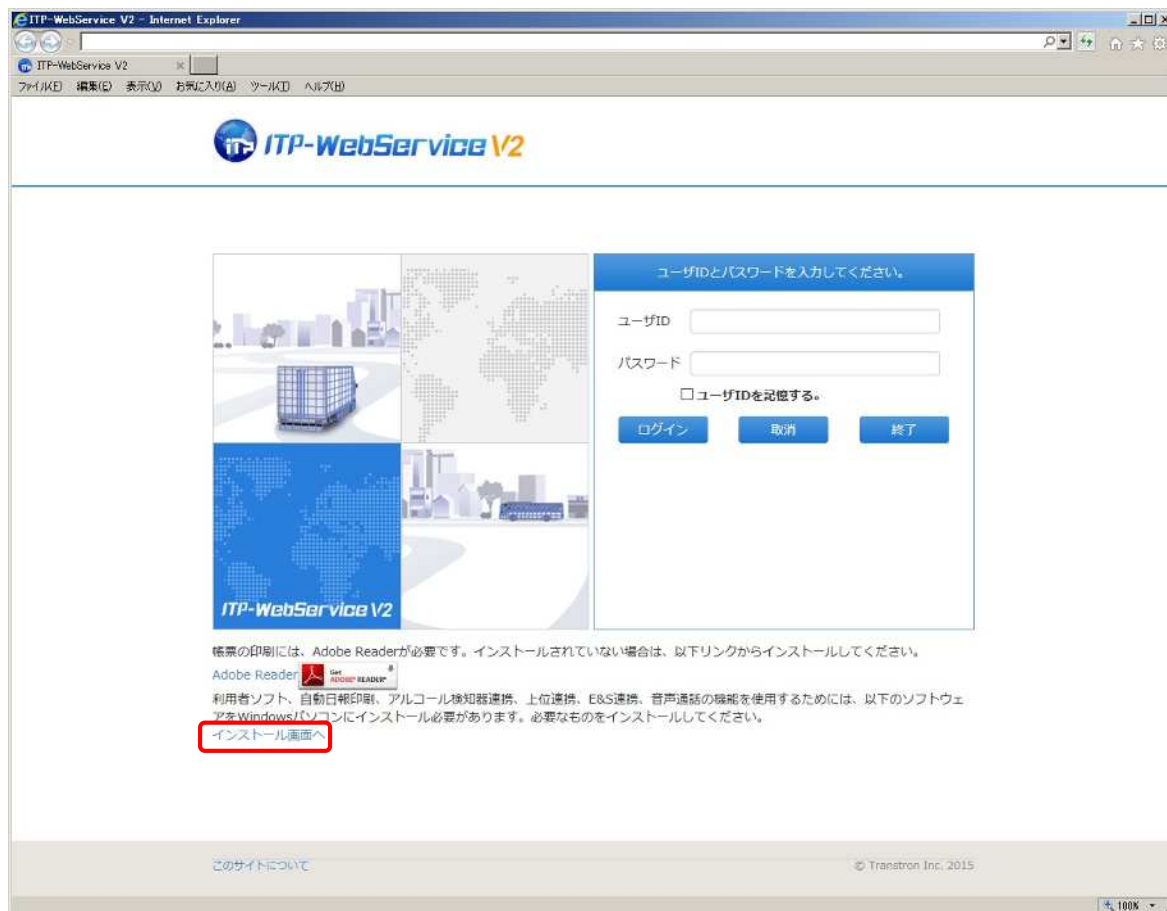 ITP-WebService V2 - Internet Explorer
ITP-WebService V2
ファイル(F) 編集(E) 表示(V) お気に入り(A) ツール(T) ヘルプ(H)
iTP ITP-WebService V2
ユーザIDとパスワードを入力してください。
ユーザID
パスワード
ユーザIDを記憶する。
ログイン 取消 終了
ITP-WebService V2
帳票の印刷には、Adobe Readerが必要です。インストールされていない場合は、以下リンクからインストールしてください。
Adobe Reader Get ADOBE® READER®
利用者ソフト、自動日報印刷、アルコール検知器連携、上位連携、E&S連携、音声通話の機能を使用するためには、以下のソフトウェ
アをWindowsパソコンにインストール必要があります。必要なものをインストールしてください。
インストール画面へ
このサイトについて © Transtron Inc. 2015
100%